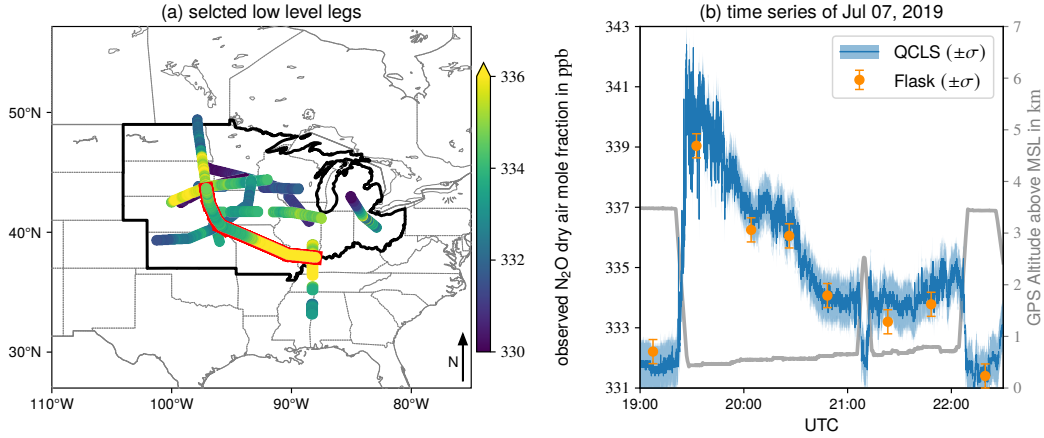 (a) selcted low level legs
50°N
40°N
30°N
110°W
100°W
90°W
80°W
N
336
334
332
330
(b) time series of Jul 07, 2019
observed N₂O dry air mole fraction in ppb
343
341
339
337
335
333
331
QCLS (±σ)
Flask (±σ)
7
6
5
4
3
2
1
0
GPS Altitude above MSL in km
19:00
20:00
21:00
22:00
UTC